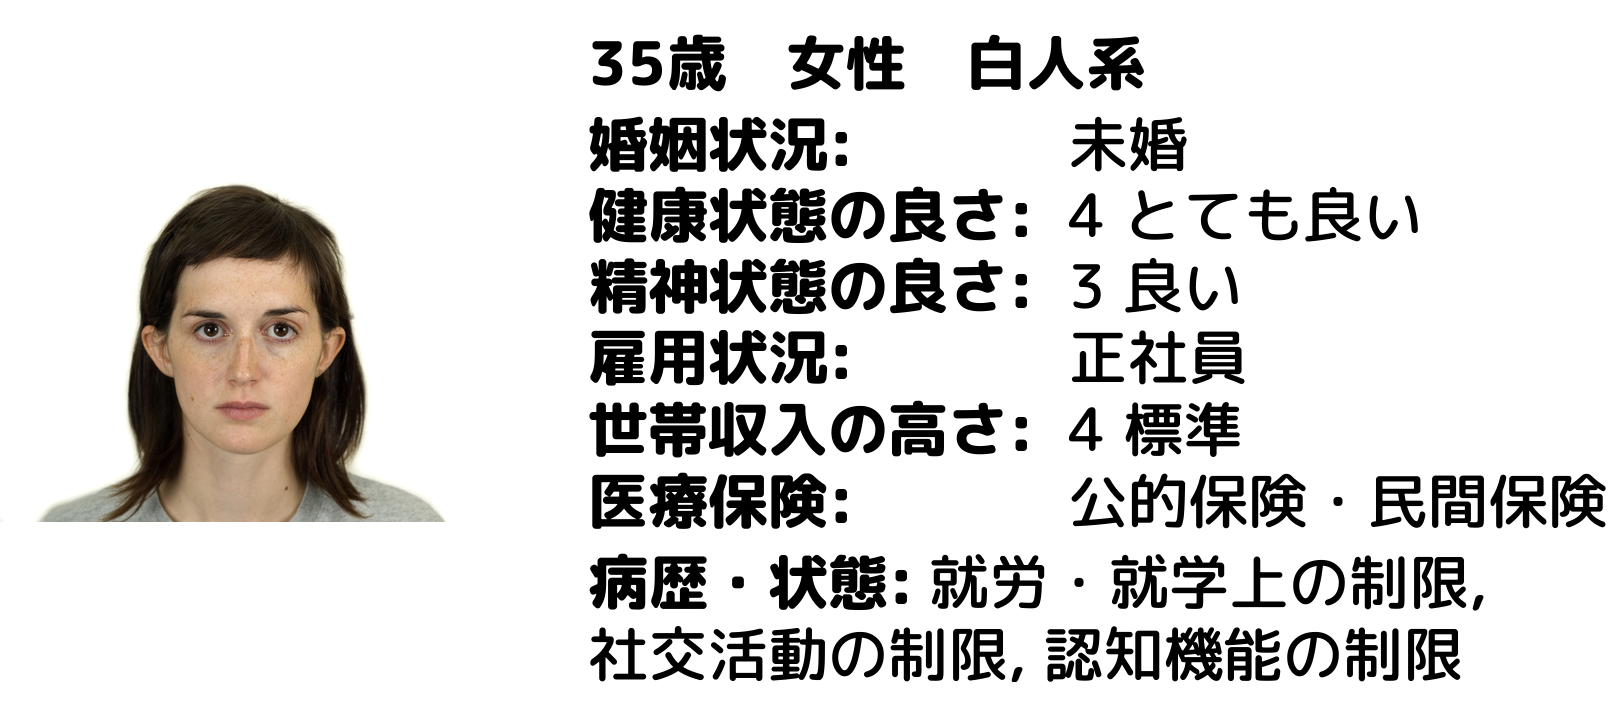 35歳　女性　白人系
婚姻状況: 未婚
健康状態の良さ: 4 とても良い
精神状態の良さ: 3 良い
雇用状況: 正社員
世帯収入の高さ: 4 標準
医療保険: 公的保険・民間保険
病歴・状態: 就労・就学上の制限,
社交活動の制限, 認知機能の制限